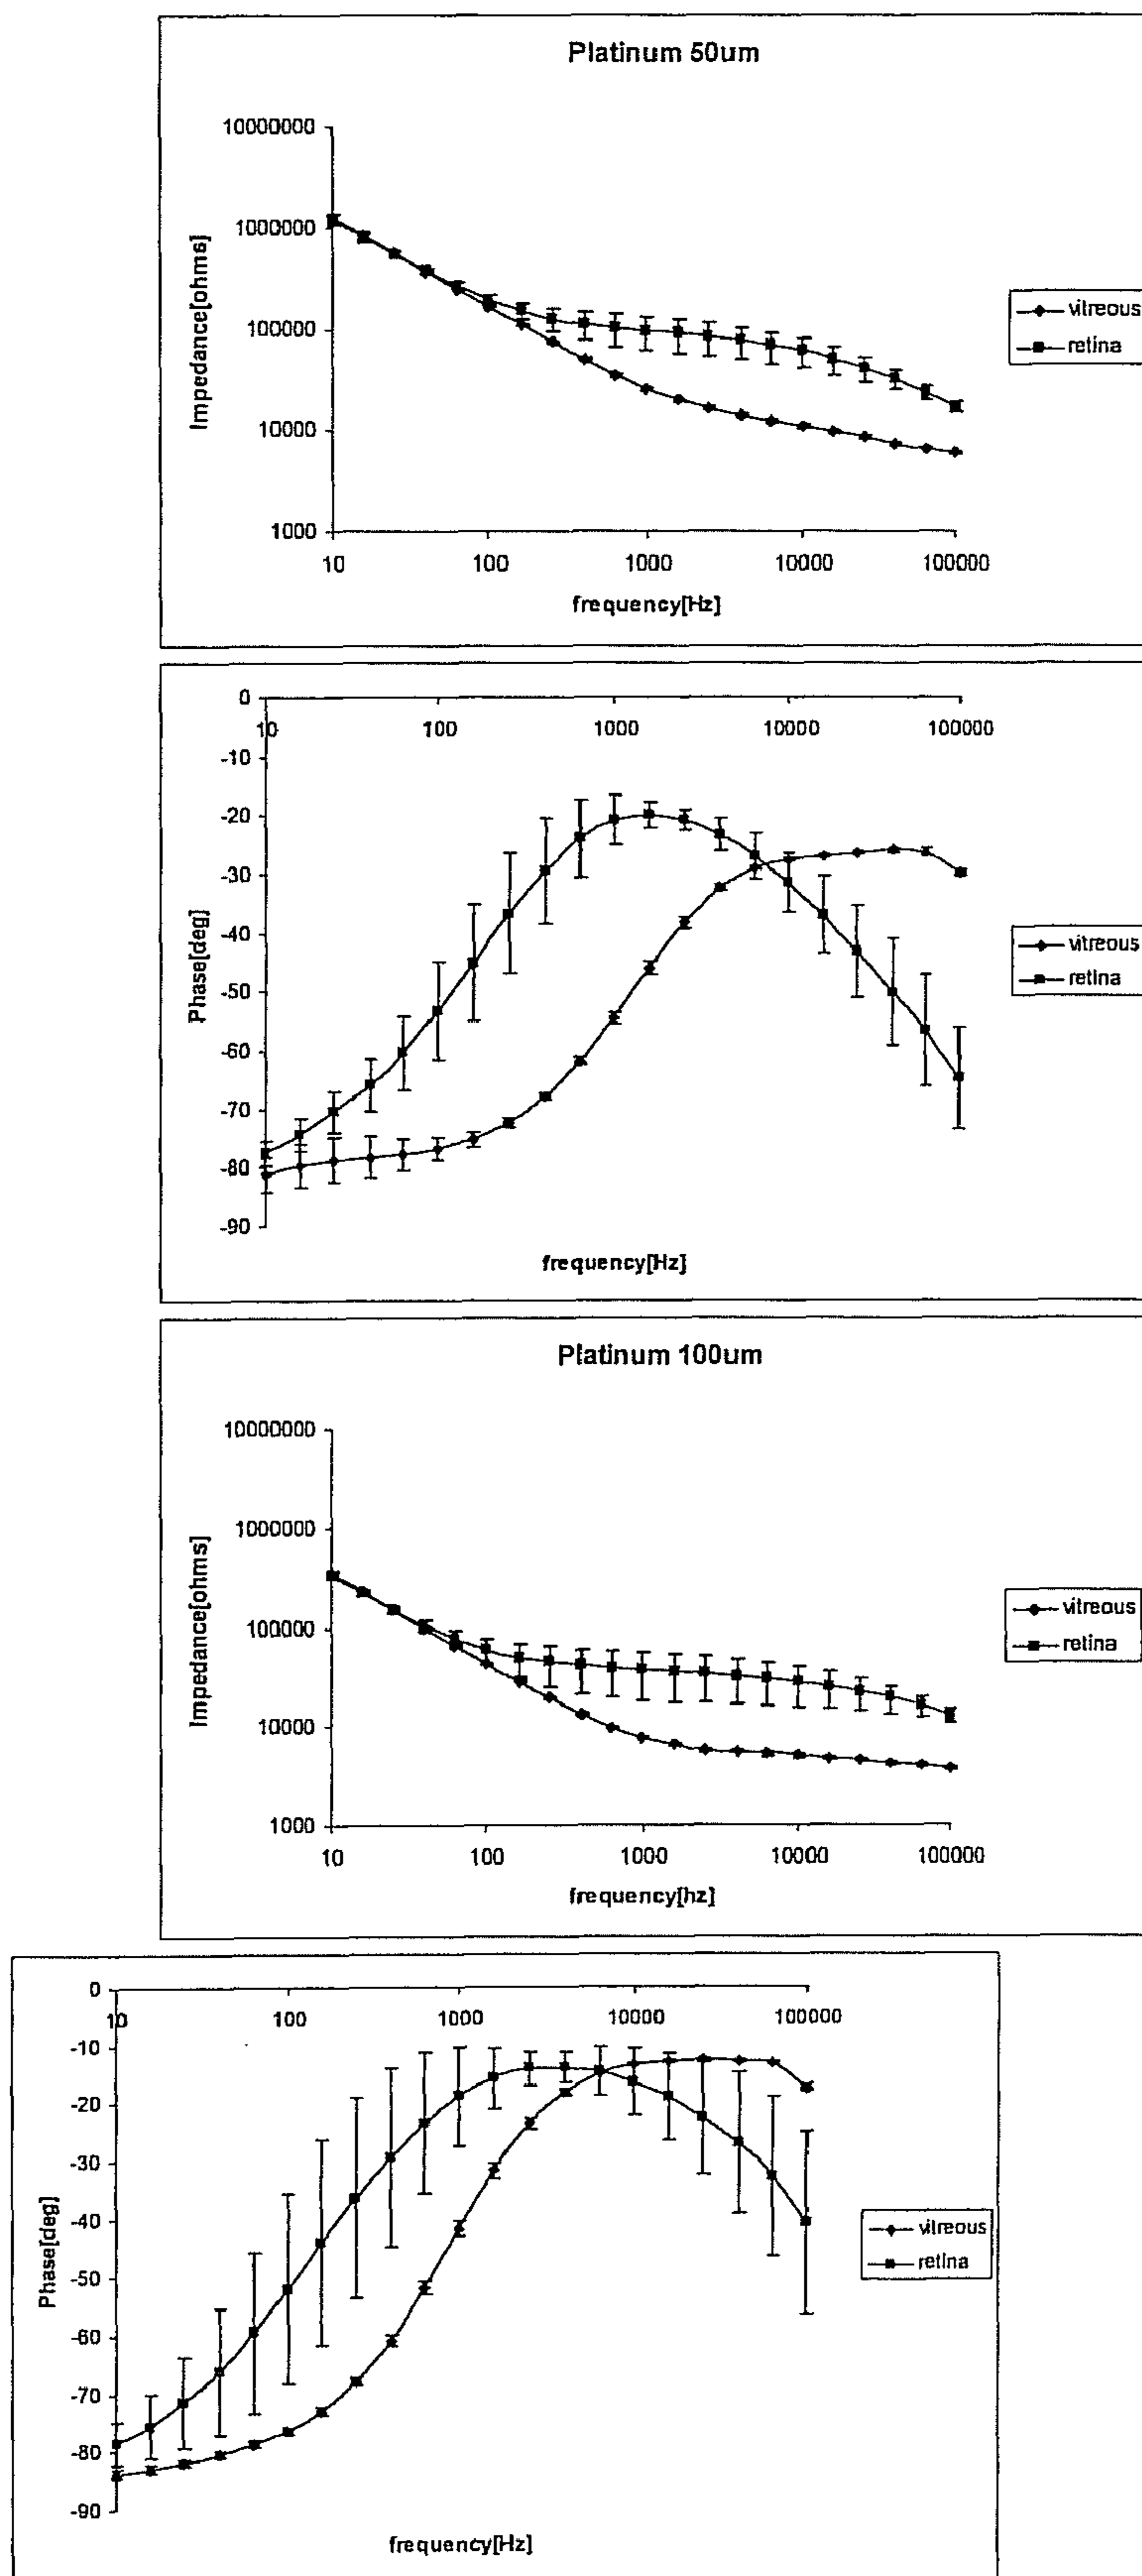 Platinum 50um
10000000
1000000
100000
10000
1000
10 100 1000 10000 100000
Impedance[ohms]
frequency[Hz]
vitreous
retina
0
10 100 1000 10000 100000
-10
-20
-30
-40
-50
-60
-70
-80
-90
Phase[deg]
frequency[Hz]
vitreous
retina
Platinum 100um
10000000
1000000
100000
10000
1000
10 100 1000 10000 100000
Impedance[ohms]
frequency[hz]
vitreous
retina
0
10 100 1000 10000 100000
-10
-20
-30
-40
-50
-60
-70
-80
-90
Phase[deg]
frequency[Hz]
vitreous
retina